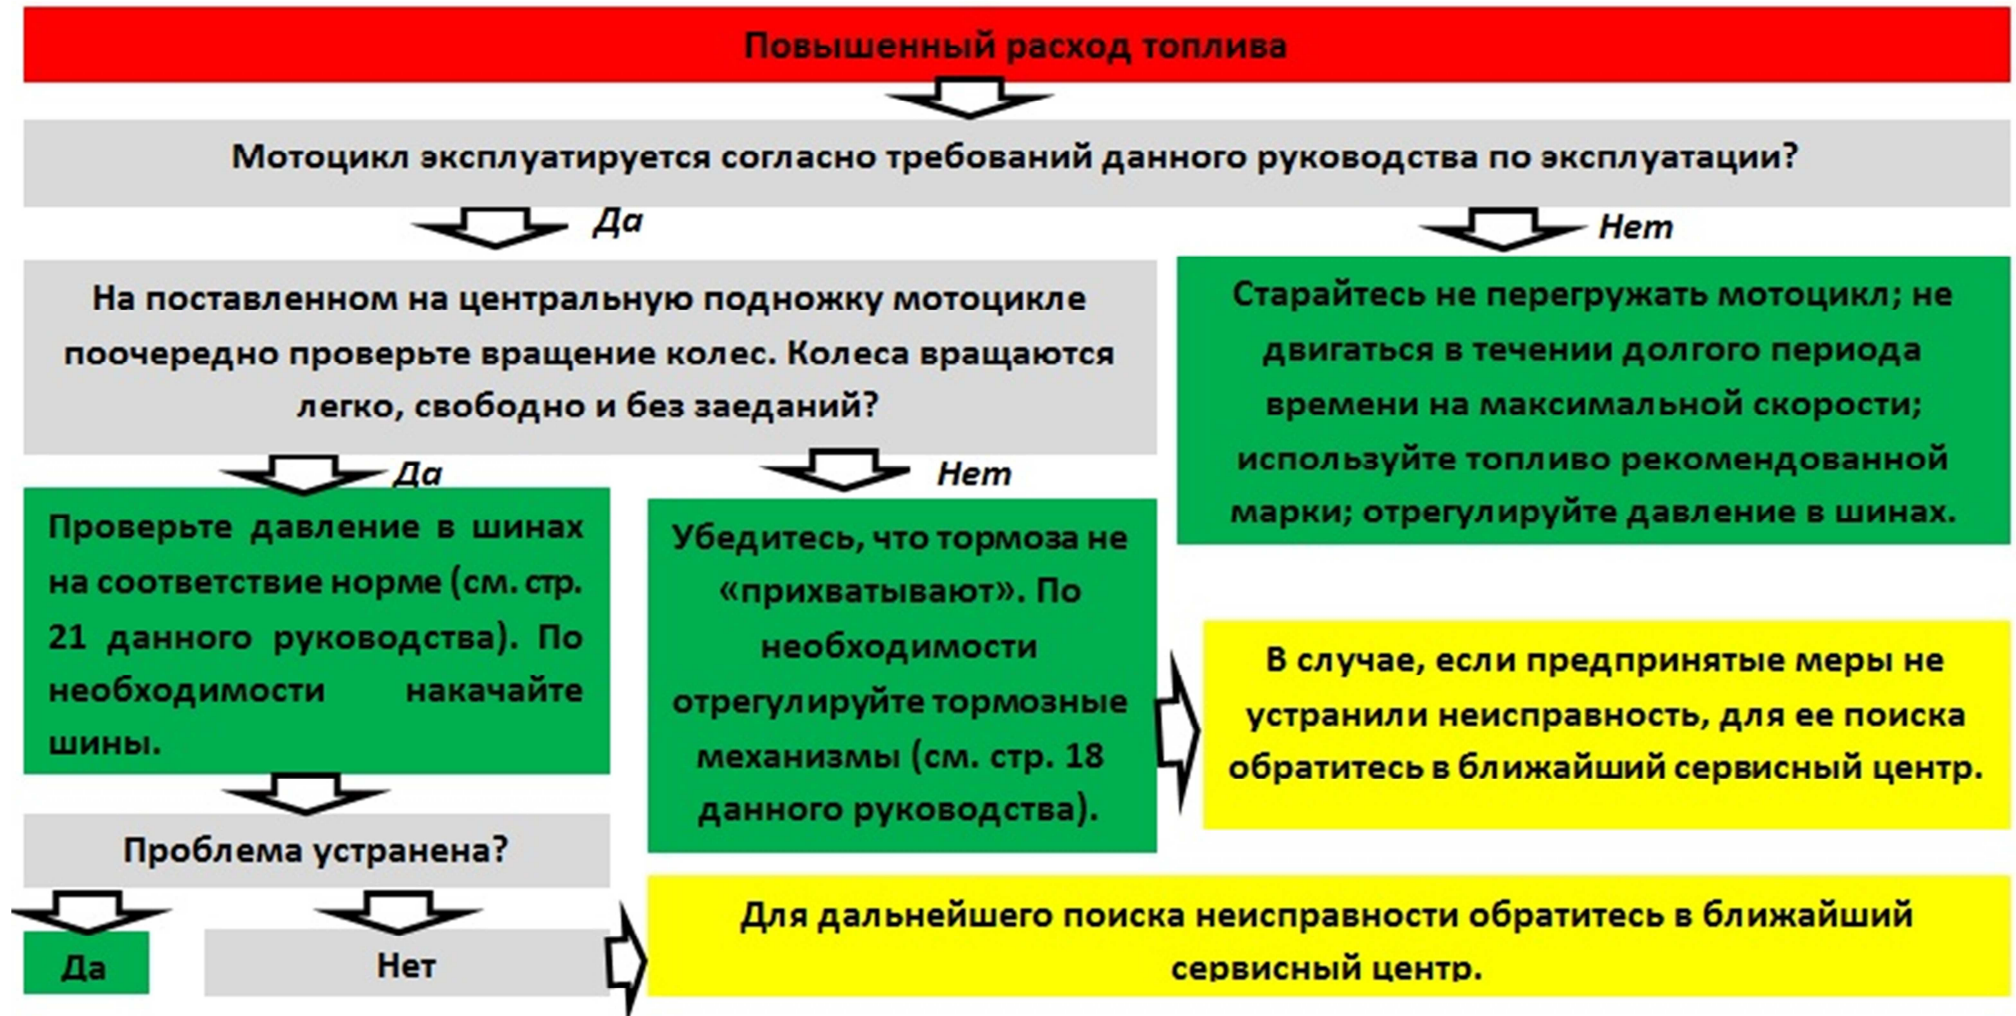 Повышенный расход топлива
Мотоцикл эксплуатируется согласно требований данного руководства по эксплуатации?
Да
Нет
На поставленном на центральную подножку мотоцикле
поочередно проверьте вращение колес. Колеса вращаются
легко, свободно и без заеданий?
Старайтесь не перегружать мотоцикл; не
двигаться в течении долгого периода
времени на максимальной скорости;
используйте топливо рекомендованной
марки; отрегулируйте давление в шинах.
Да
Нет
Проверьте давление в шинах
на соответствие норме (см. стр.
21 данного руководства). По
необходимости накачайте
шины.
Убедитесь, что тормоза не
«прихватывают». По
необходимости
отрегулируйте тормозные
механизмы (см. стр. 18
данного руководства).
В случае, если предпринятые меры не
устранили неисправность, для ее поиска
обратитесь в ближайший сервисный центр.
Проблема устранена?
Да
Нет
Для дальнейшего поиска неисправности обратитесь в ближайший
сервисный центр.